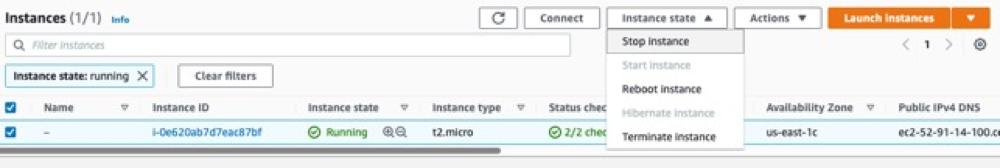 Instances (1/1) Info Connect Instance state Actions Launch instances
Filter instances
Stop instance
1
Start instance
Instance state: running Clear filters
Reboot instance
Name Instance ID Instance state Instance type Status chec Availability Zone Public IPv4 DNS
Hibernate instance
– i-0e620ab7d7eac87bf Running t2.micro 2/2 chec us-east-1c ec2-52-91-14-100.c
Terminate instance